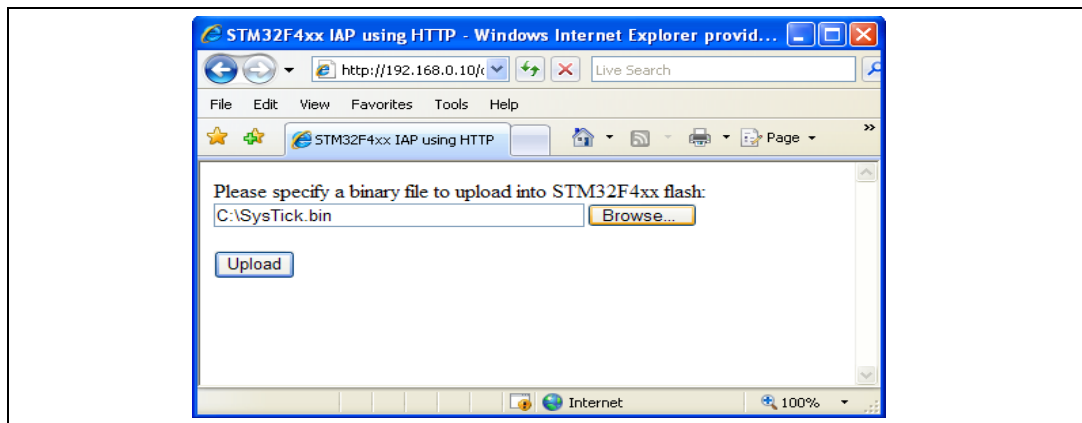 STM32F4xx IAP using HTTP - Windows Internet Explorer provid...
http://192.168.0.10/c
Live Search
File Edit View Favorites Tools Help
STM32F4xx IAP using HTTP
Page
»
Please specify a binary file to upload into STM32F4xx flash:
C:\SysTick.bin
Browse...
Upload
Internet
100%